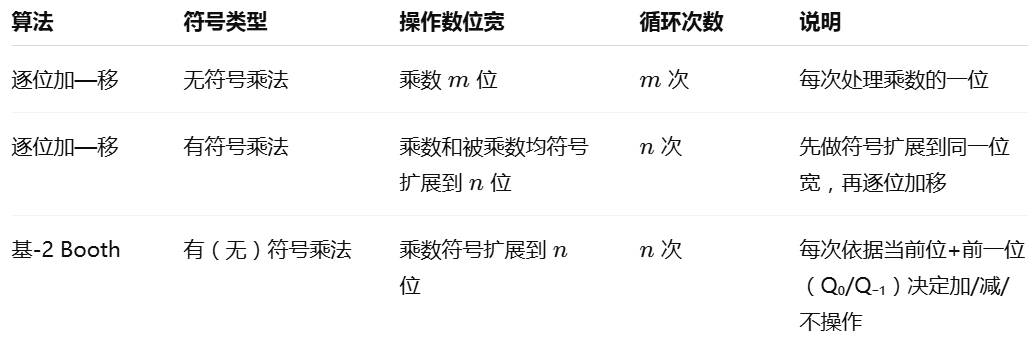 算法 符号类型 操作数位宽 循环次数 说明
逐位加—移 无符号乘法 乘数 m 位 m 次 每次处理乘数的一位
逐位加—移 有符号乘法 乘数和被乘数均符号 n 次 先做符号扩展到同一位
扩展到 n 位 宽，再逐位加移
基-2 Booth 有（无）符号乘法 乘数符号扩展到 n n 次 每次依据当前位+前一位
位 （Q₀/Q₋₁）决定加/减/
不操作